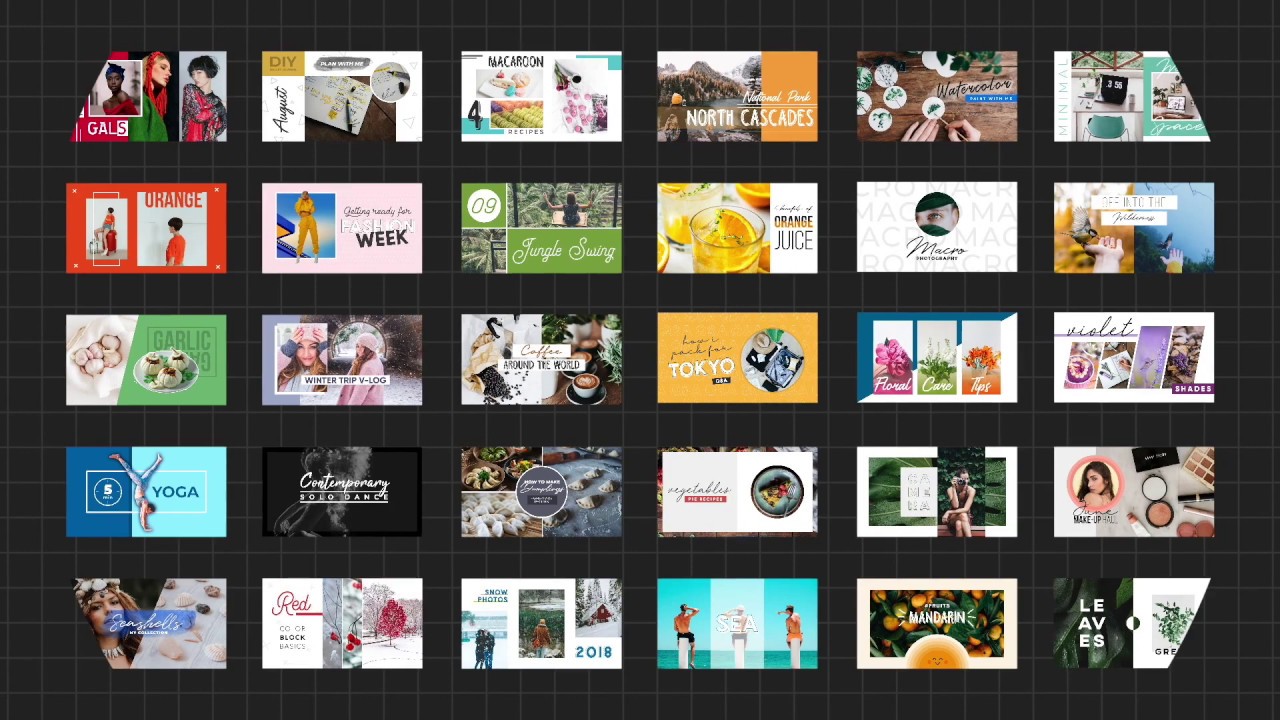 GALS
DIY
PLAN WITH ME
August
MACAROON
4
RECIPES
National Park
NORTH CASCADES
Watercolor
PAINT WITH ME
MINIMAL
Space
ORANGE
Getting ready for
FASHION
WEEK
09
Jungle Swing
ORANGE
JUICE
MACRO
Macro
PHOTOGRAPHY
OFF INTO THE
Wilderness
GARLIC
WINTER TRIP V-LOG
Coffee
AROUND THE WORLD
how i
pack for
TOKYO
Q&A
Floral
Care
Tips
violet
SHADES
5
YOGA
Contemporary
SOLO DANCE
HOW TO MAKE
Dumplings
vegetables
PIE RECIPES
CA
ME
RA
June
MAKE-UP HAUL
Seashells
MY COLLECTION
Red
COLOR
BLOCK
BASICS
SNOW
PHOTOS
2018
SEA
#FRUITS
MANDARIN
LE
AV
ES
GRE